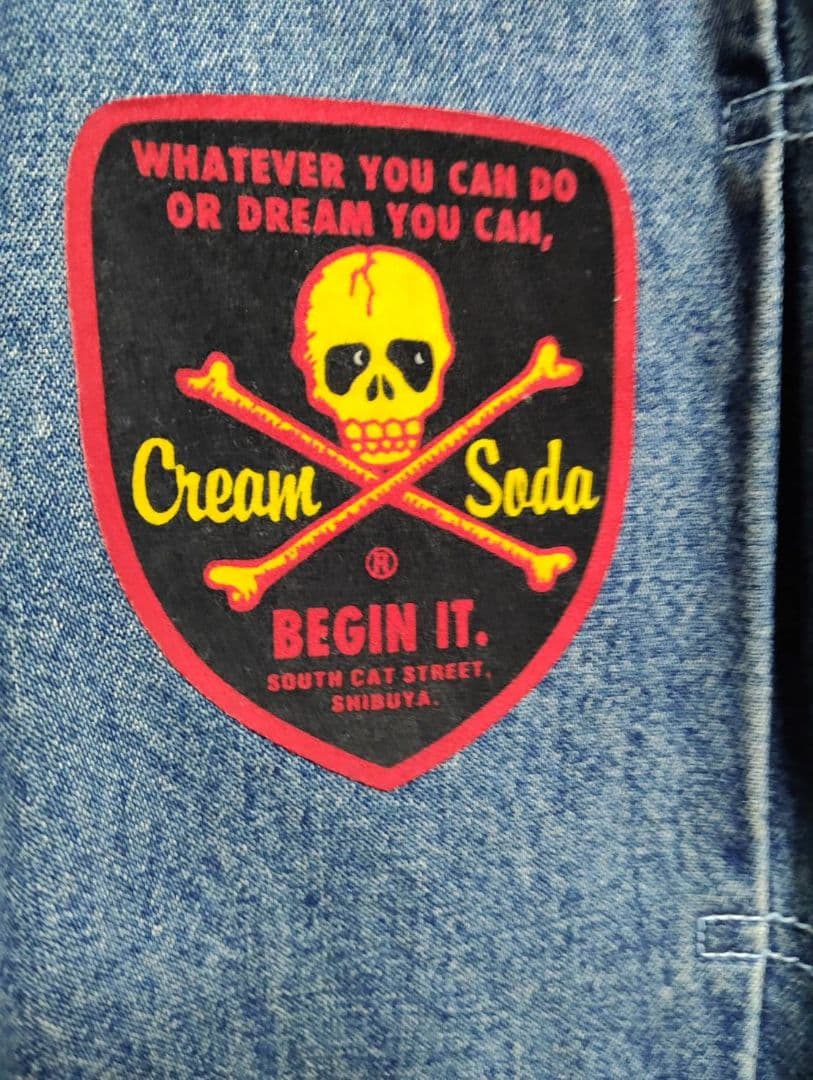 WHATEVER YOU CAN DO
OR DREAM YOU CAN,
Cream Soda
®
BEGIN IT.
SOUTH CAT STREET,
SHIBUYA.